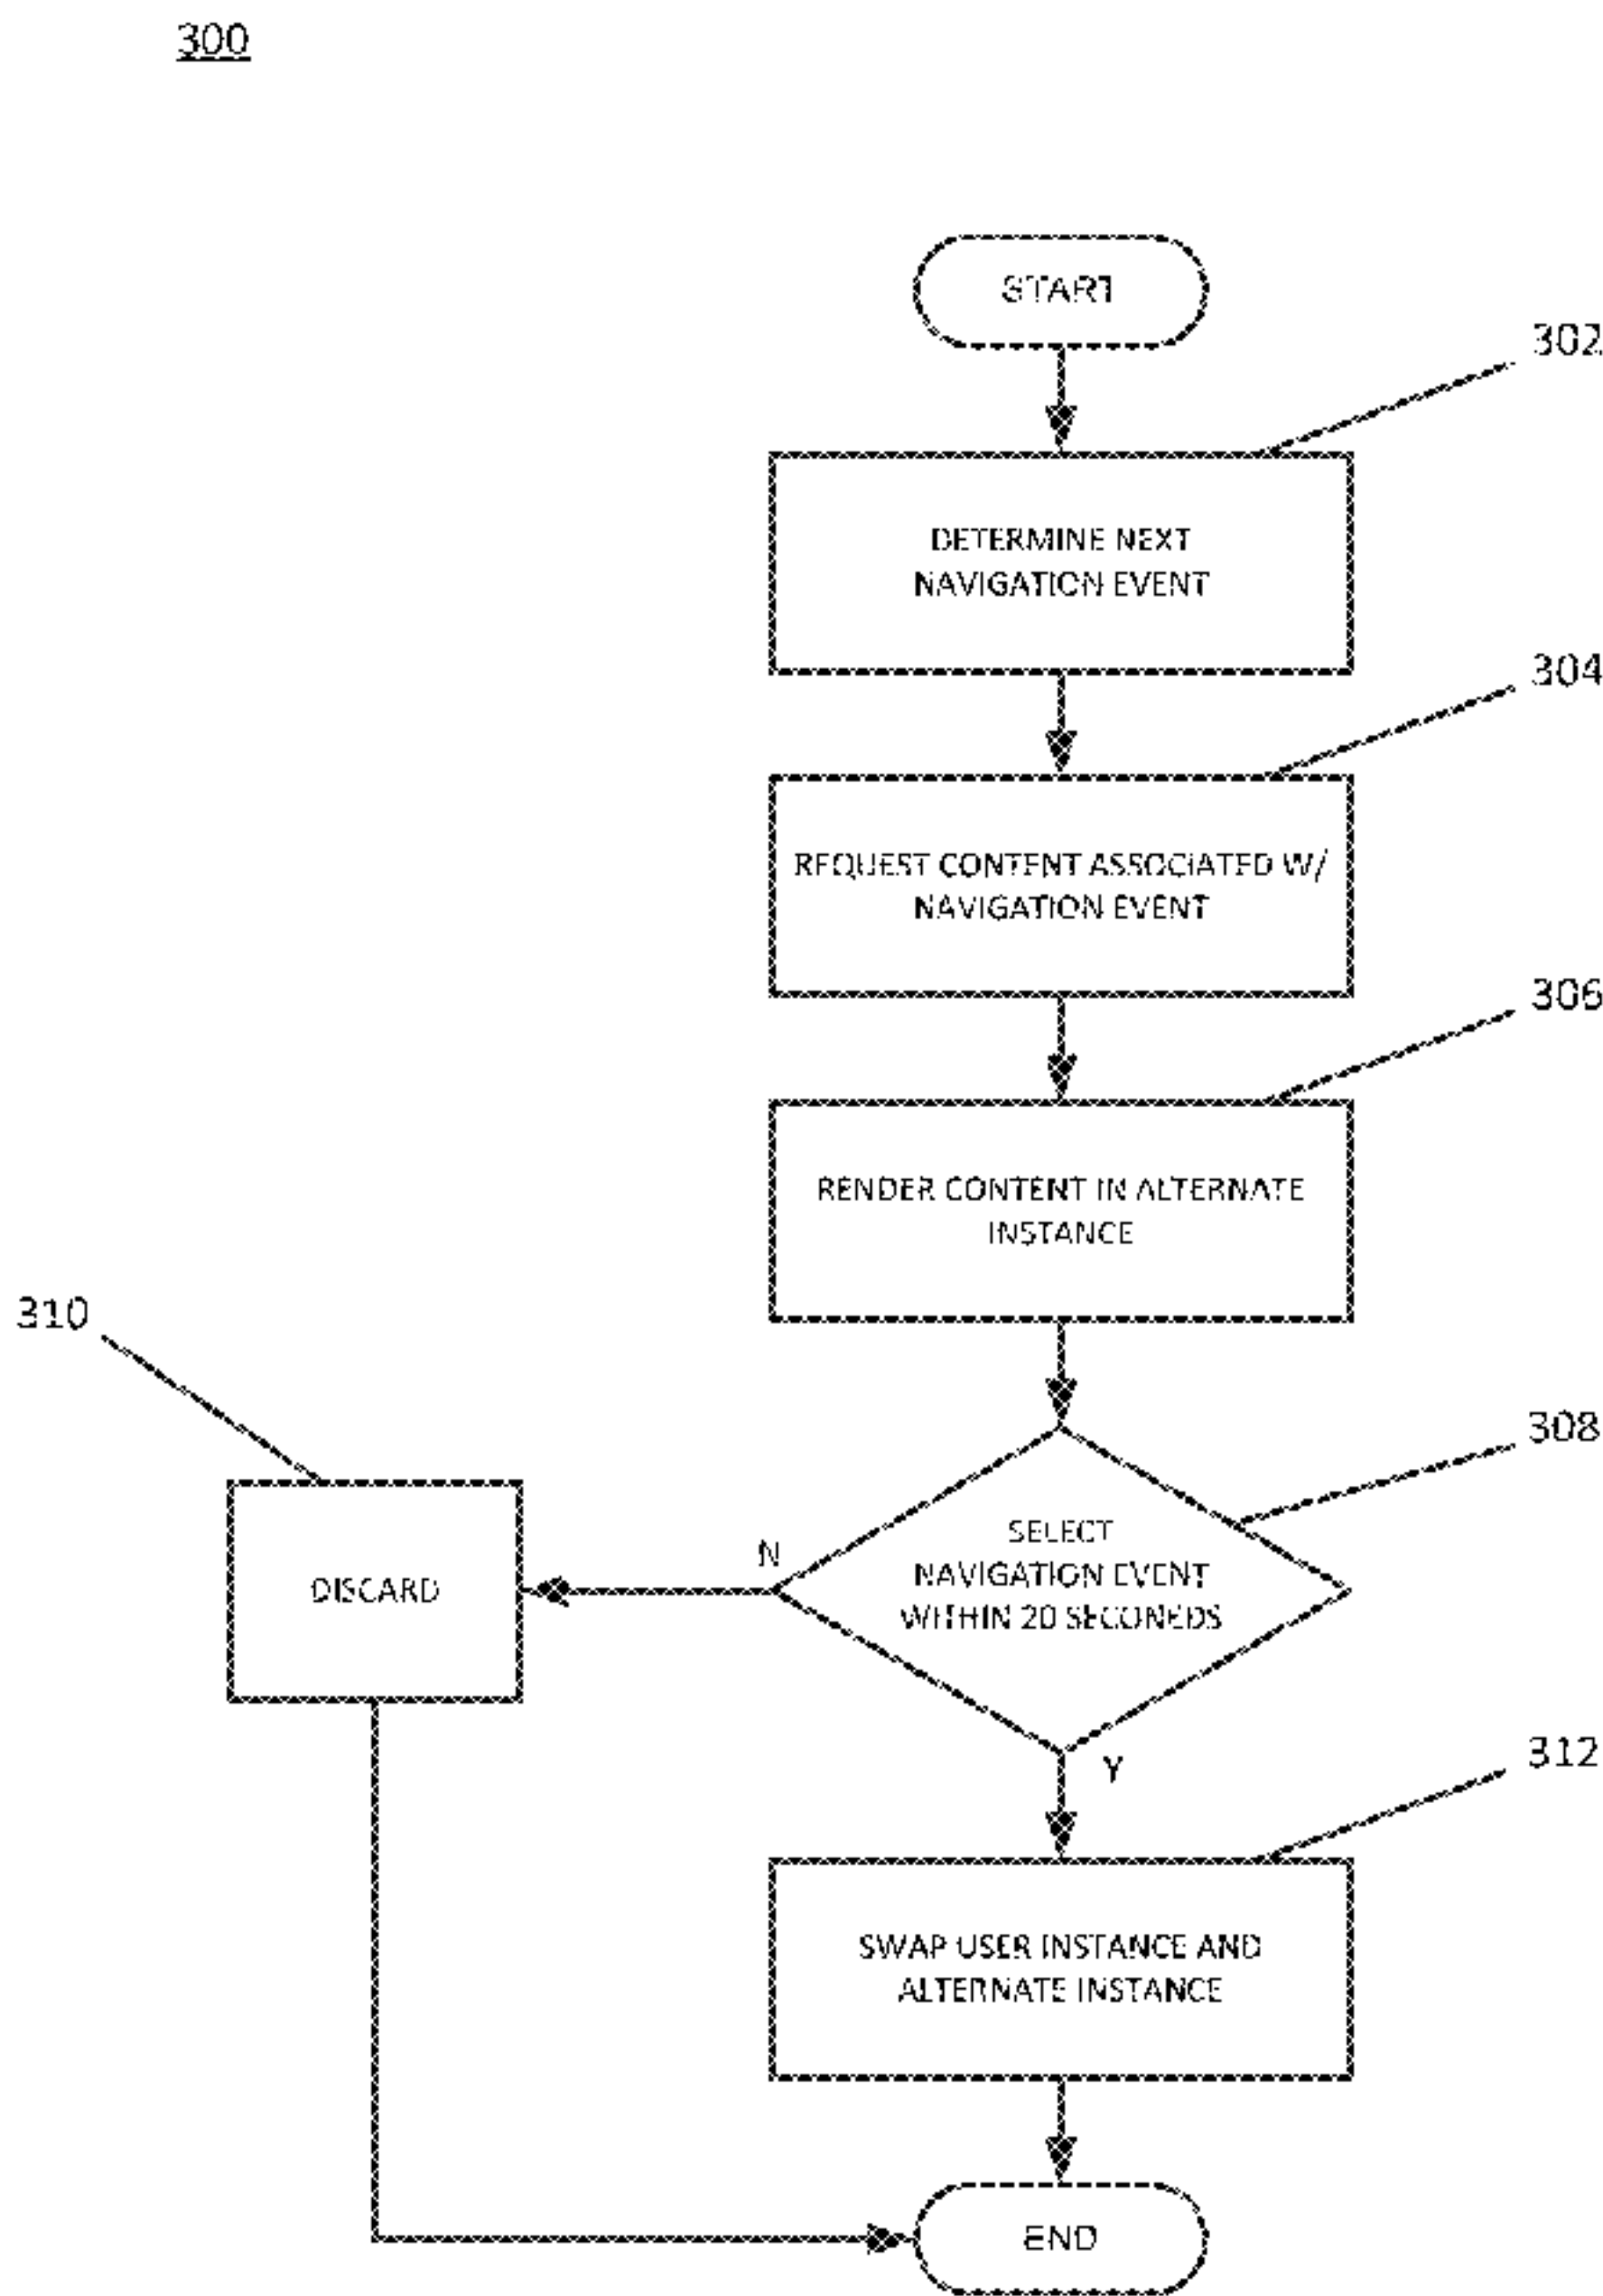 300
START
302
DETERMINE NEXT
NAVIGATION EVENT
304
REQUEST CONTENT ASSOCIATED W/
NAVIGATION EVENT
306
RENDER CONTENT IN ALTERNATE
INSTANCE
310
308
SELECT
NAVIGATION EVENT
WITHIN 20 SECONEDS
N
DISCARD
Y
312
SWAP USER INSTANCE AND
ALTERNATE INSTANCE
END